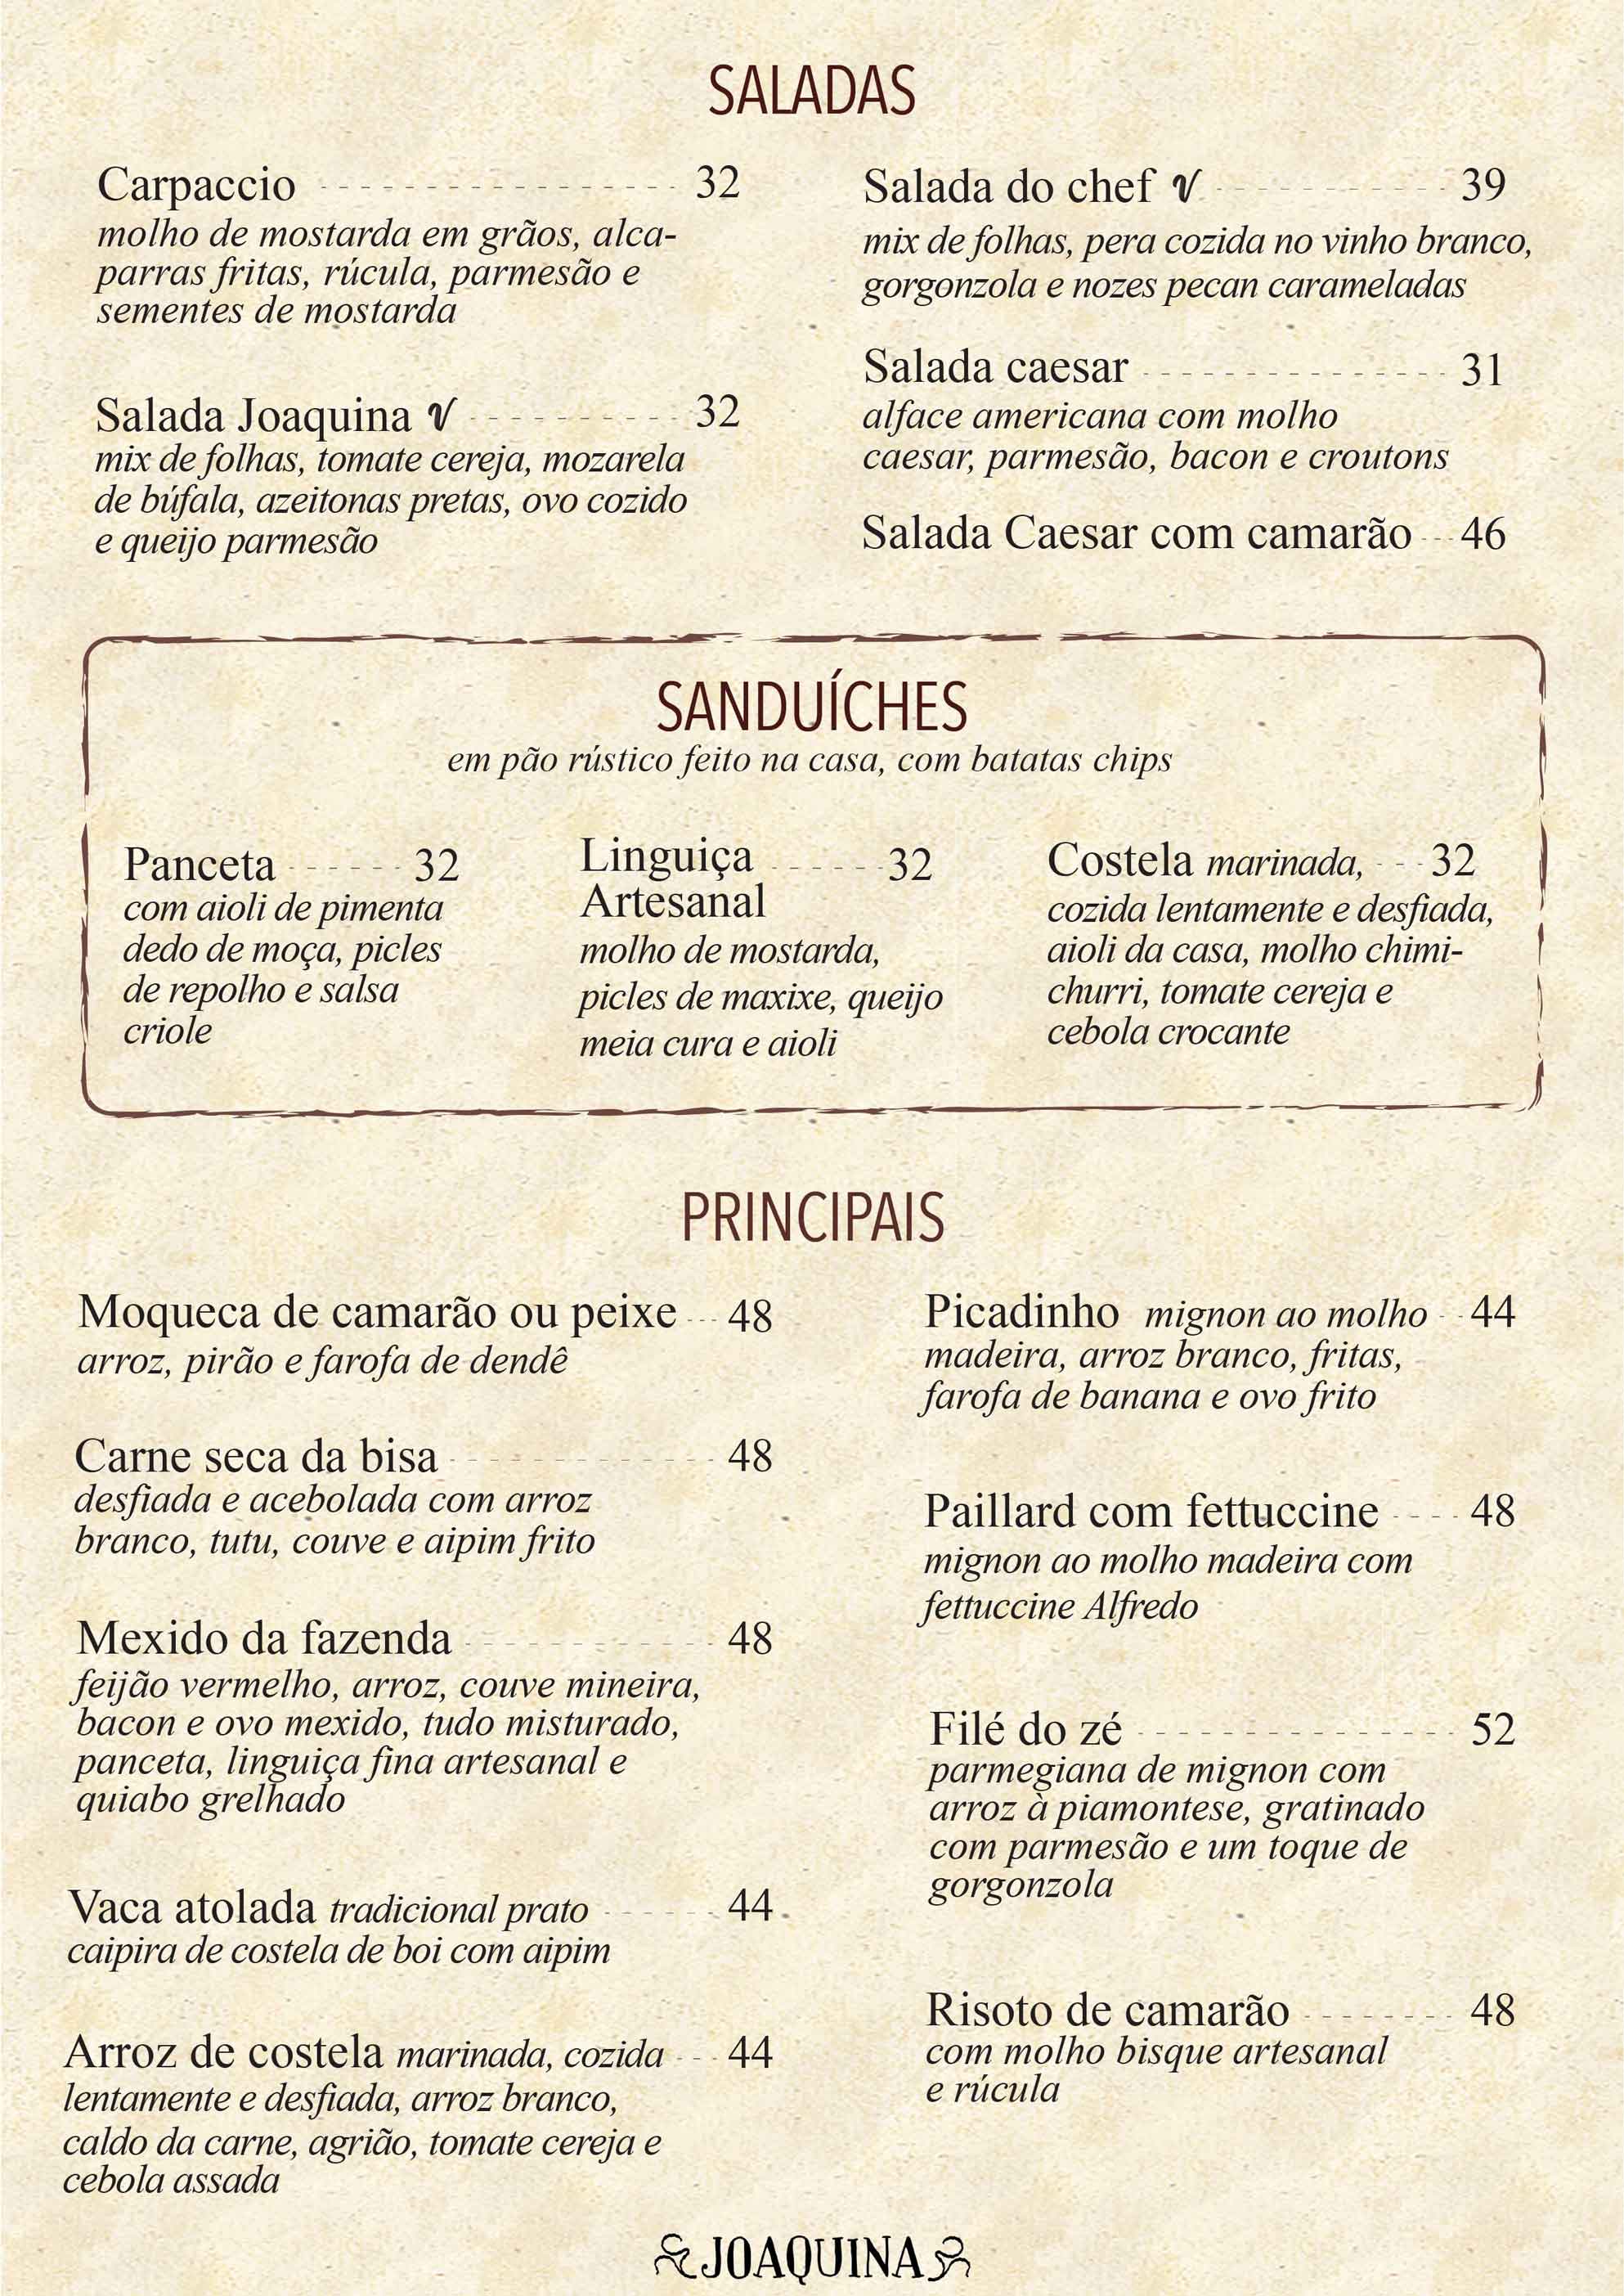 SALADAS
Carpaccio 32
molho de mostarda em grãos, alca-
parras fritas, rúcula, parmesão e
sementes de mostarda
Salada Joaquina V 32
mix de folhas, tomate cereja, mozarela
de búfala, azeitonas pretas, ovo cozido
e queijo parmesão
Salada do chef V 39
mix de folhas, pera cozida no vinho branco,
gorgonzola e nozes pecan carameladas
Salada caesar 31
alface americana com molho
caesar, parmesão, bacon e croutons
Salada Caesar com camarão 46
SANDUÍCHES
em pão rústico feito na casa, com batatas chips
Panceta 32
com aioli de pimenta
dedo de moça, picles
de repolho e salsa
criole
Linguiça 32
Artesanal
molho de mostarda,
picles de maxixe, queijo
meia cura e aioli
Costela marinada, 32
cozida lentamente e desfiada,
aioli da casa, molho chimi-
churri, tomate cereja e
cebola crocante
PRINCIPAIS
Moqueca de camarão ou peixe 48
arroz, pirão e farofa de dendê
Carne seca da bisa 48
desfiada e acebolada com arroz
branco, tutu, couve e aipim frito
Mexido da fazenda 48
feijão vermelho, arroz, couve mineira,
bacon e ovo mexido, tudo misturado,
panceta, linguiça fina artesanal e
quiabo grelhado
Vaca atolada tradicional prato 44
caipira de costela de boi com aipim
Arroz de costela marinada, cozida 44
lentamente e desfiada, arroz branco,
caldo da carne, agrião, tomate cereja e
cebola assada
Picadinho mignon ao molho 44
madeira, arroz branco, fritas,
farofa de banana e ovo frito
Paillard com fettuccine 48
mignon ao molho madeira com
fettuccine Alfredo
Filé do zé 52
parmegiana de mignon com
arroz à piamontese, gratinado
com parmesão e um toque de
gorgonzola
Risoto de camarão 48
com molho bisque artesanal
e rúcula
JOAQUINA